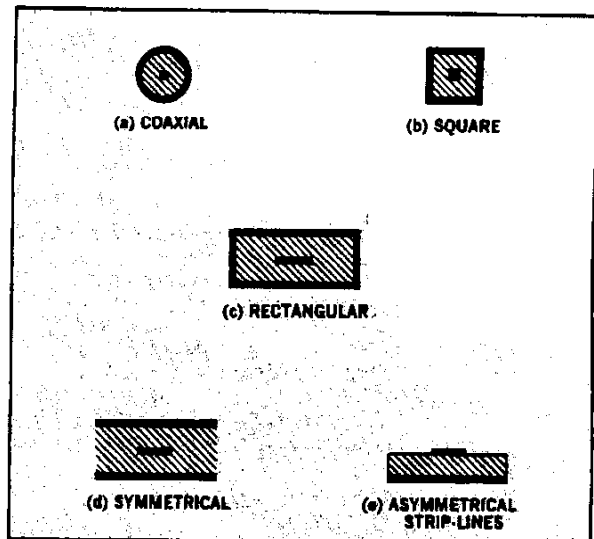 (a) COAXIAL
(b) SQUARE
(c) RECTANGULAR
(d) SYMMETRICAL
(e) ASYMMETRICAL
STRIP-LINES